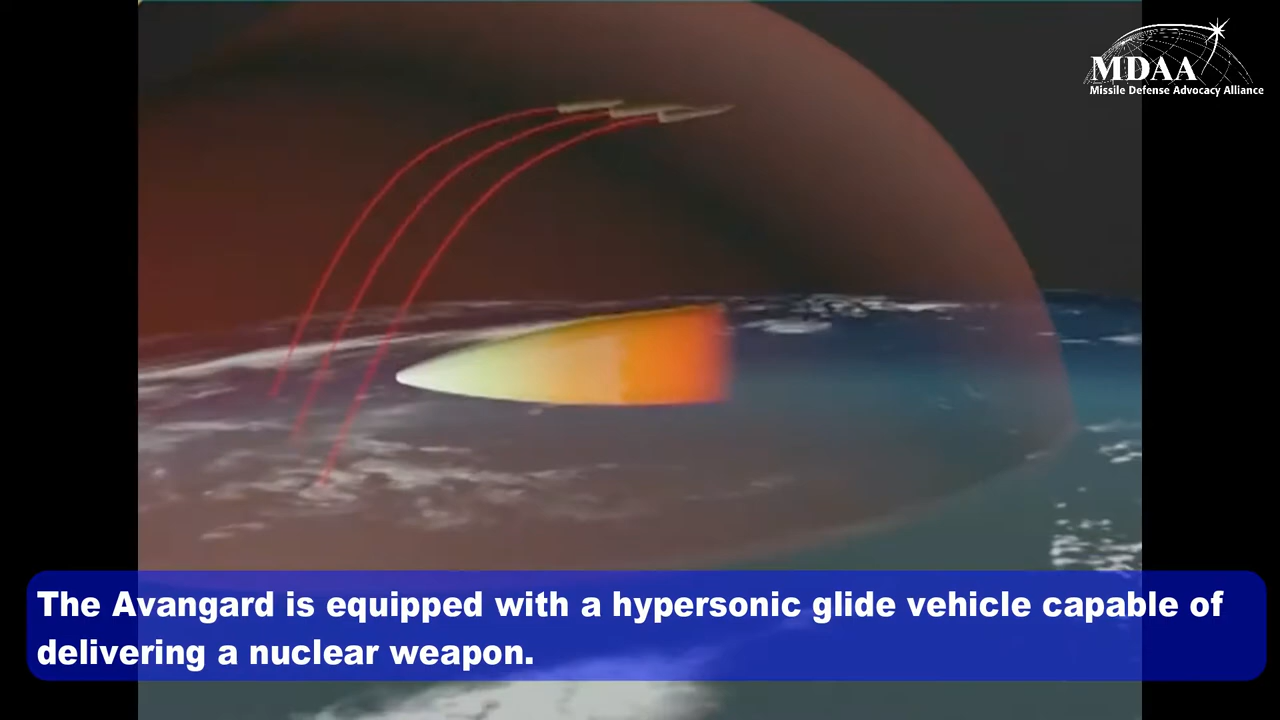 MDAA
Missile Defense Advocacy Alliance
The Avangard is equipped with a hypersonic glide vehicle capable of
delivering a nuclear weapon.